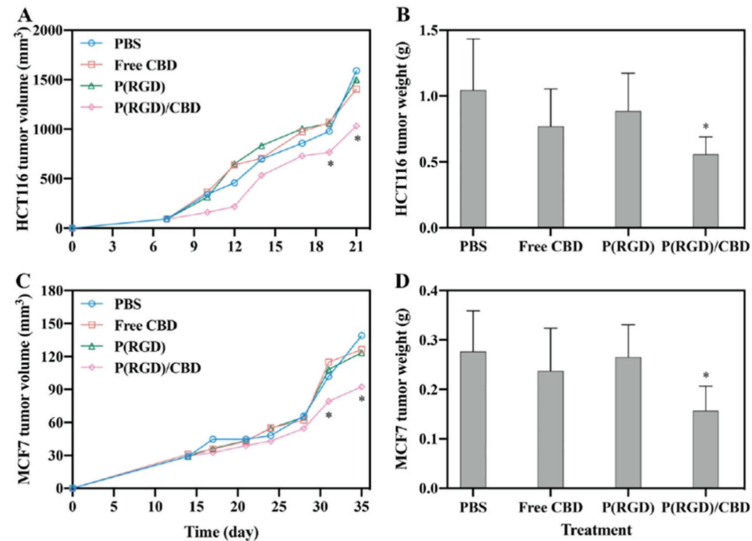 A
HCT116 tumor volume (mm³)
2000
1500
1000
500
0
PBS
Free CBD
P(RGD)
P(RGD)/CBD
*
*
0 3 6 9 12 15 18 21
B
HCT116 tumor weight (g)
1.5
1.0
0.5
0.0
*
PBS Free CBD P(RGD) P(RGD)/CBD
C
MCF7 tumor volume (mm³)
180
150
120
90
60
30
0
PBS
Free CBD
P(RGD)
P(RGD)/CBD
*
*
0 5 10 15 20 25 30 35
Time (day)
D
MCF7 tumor weight (g)
0.4
0.3
0.2
0.1
0.0
*
PBS Free CBD P(RGD) P(RGD)/CBD
Treatment